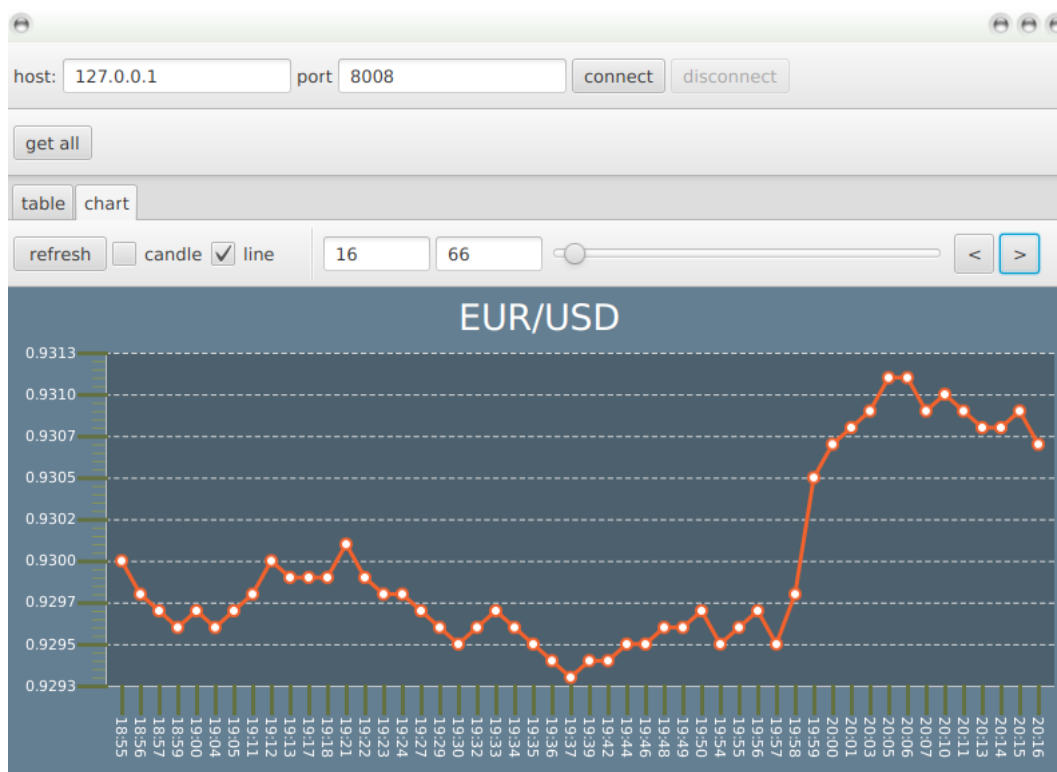 host: 127.0.0.1 port 8008 connect disconnect
get all
table chart
refresh candle line 16 66 < >
EUR/USD
0.9313
0.9310
0.9307
0.9305
0.9302
0.9300
0.9297
0.9295
0.9293
18:55 18:56 18:57 18:59 19:00 19:04 19:05 19:11 19:12 19:13 19:17 19:18 19:21 19:22 19:23 19:24 19:27 19:29 19:30 19:32 19:33 19:34 19:35 19:36 19:37 19:39 19:42 19:44 19:46 19:48 19:49 19:50 19:54 19:55 19:56 19:57 19:58 19:59 20:00 20:01 20:03 20:05 20:06 20:07 20:10 20:11 20:13 20:14 20:15 20:16